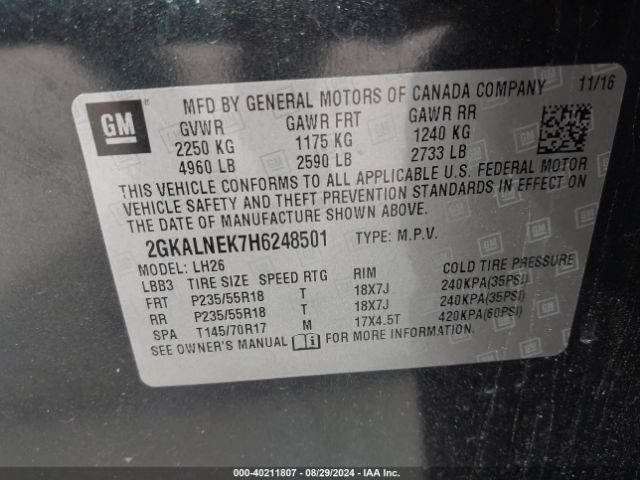 GM
MFD BY GENERAL MOTORS OF CANADA COMPANY 11/16
GVWR GAWR FRT GAWR RR
2250 KG 1175 KG 1240 KG
4960 LB 2590 LB 2733 LB
THIS VEHICLE CONFORMS TO ALL APPLICABLE U.S. FEDERAL MOTOR
VEHICLE SAFETY AND THEFT PREVENTION STANDARDS IN EFFECT ON
THE DATE OF MANUFACTURE SHOWN ABOVE.
2GKALNEK7H6248501 TYPE: M.P.V.
MODEL: LH26
LBB3 TIRE SIZE SPEED RTG RIM COLD TIRE PRESSURE
FRT P235/55R18 T 18X7J 240KPA(35PSI)
RR P235/55R18 T 18X7J 240KPA(35PSI)
SPA T145/70R17 M 17X4.5T 420KPA(60PSI)
SEE OWNER'S MANUAL FOR MORE INFORMATION.
000-40211807 - 08/29/2024 - IAA Inc.